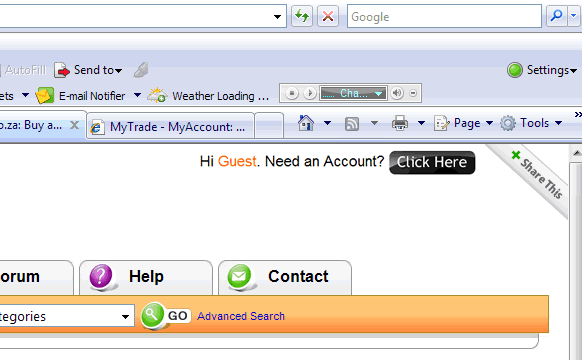 Google
AutoFill Send to Settings
ets E-mail Notifier Weather Loading ... Cha...
o.za: Buy a... MyTrade - MyAccount: ... Page Tools
Hi Guest. Need an Account? Click Here
Share This
orum Help Contact
tegories GO Advanced Search